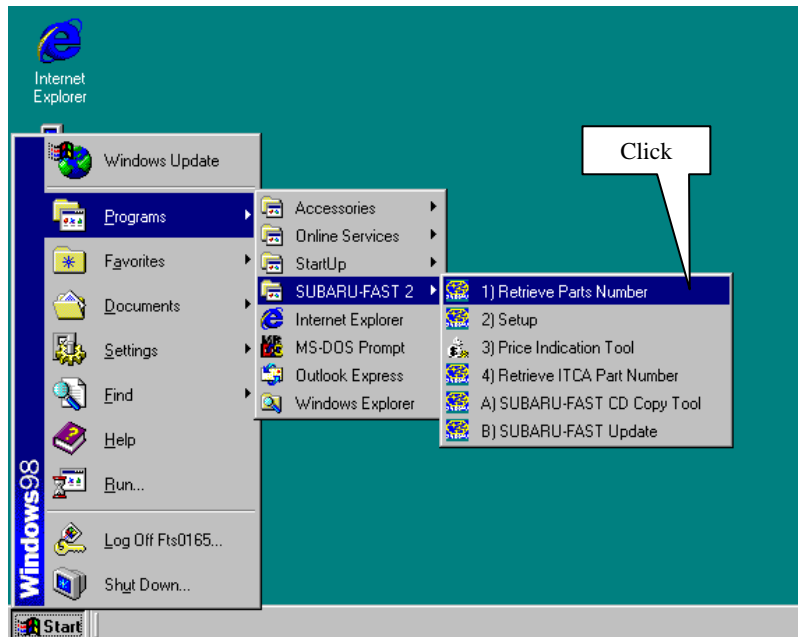 Internet
Explorer
Click
Windows Update
Programs
Favorites
Documents
Settings
Find
Help
Run...
Log Off Fts0165...
Shut Down...
Windows98
Start
Accessories
Online Services
StartUp
SUBARU-FAST 2
Internet Explorer
MS-DOS Prompt
Outlook Express
Windows Explorer
1) Retrieve Parts Number
2) Setup
3) Price Indication Tool
4) Retrieve ITCA Part Number
A) SUBARU-FAST CD Copy Tool
B) SUBARU-FAST Update